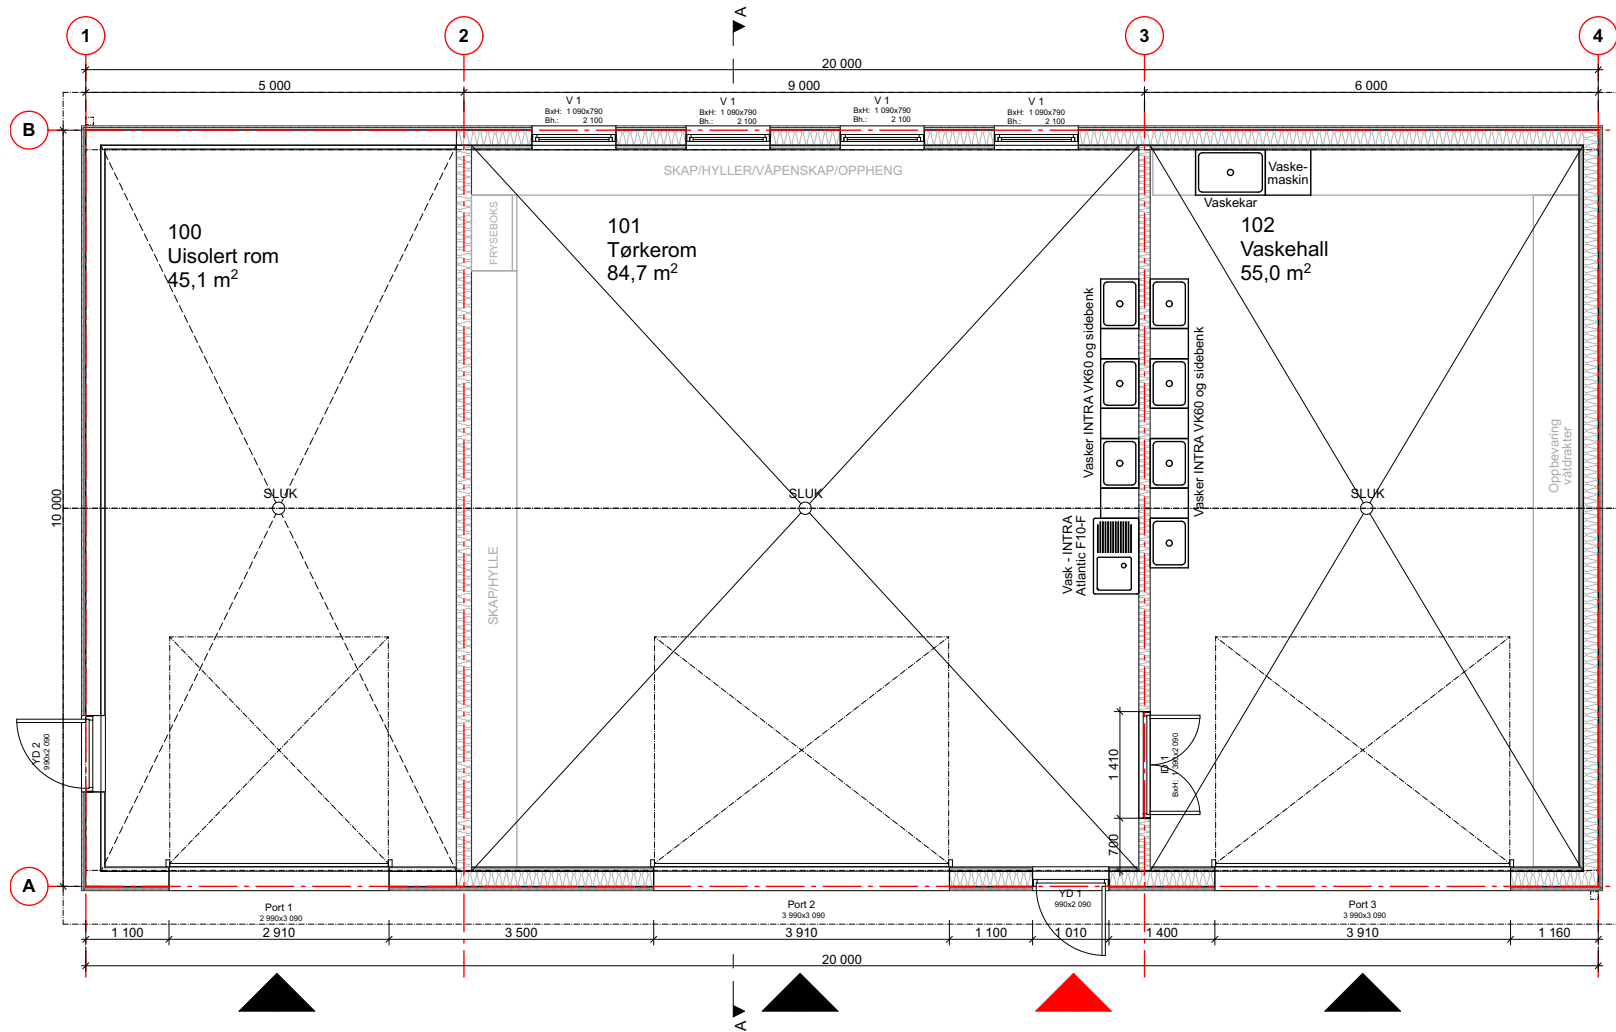 A
1
2
3
4
20 000
5 000
9 000
6 000
V 1
BxH: 1 090x790
Bh.: 2 100
V 1
BxH: 1 090x790
Bh.: 2 100
V 1
BxH: 1 090x790
Bh.: 2 100
V 1
BxH: 1 090x790
Bh.: 2 100
B
SKAP/HYLLER/VÅPENSKAP/OPPHENG
Vaske-
maskin
Vaskekar
100
Uisolert rom
45,1 m²
FRYSEBOKS
101
Tørkerom
84,7 m²
102
Vaskehall
55,0 m²
Vasker INTRA VK60 og sidebenk
Vasker INTRA VK60 og sidebenk
Oppbevaring
våtdrakter
10 000
SLUK
SLUK
SLUK
SKAP/HYLLE
Vask - INTRA
Atlantic F10-F
YD 2
990x2 090
1 410
ID 1
BxH: 1 390x2 090
700
A
Port 1
2 990x3 090
Port 2
3 990x3 090
YD 1
990x2 090
Port 3
3 990x3 090
1 100
2 910
3 500
3 910
1 100
1 010
1 400
3 910
1 160
20 000
A